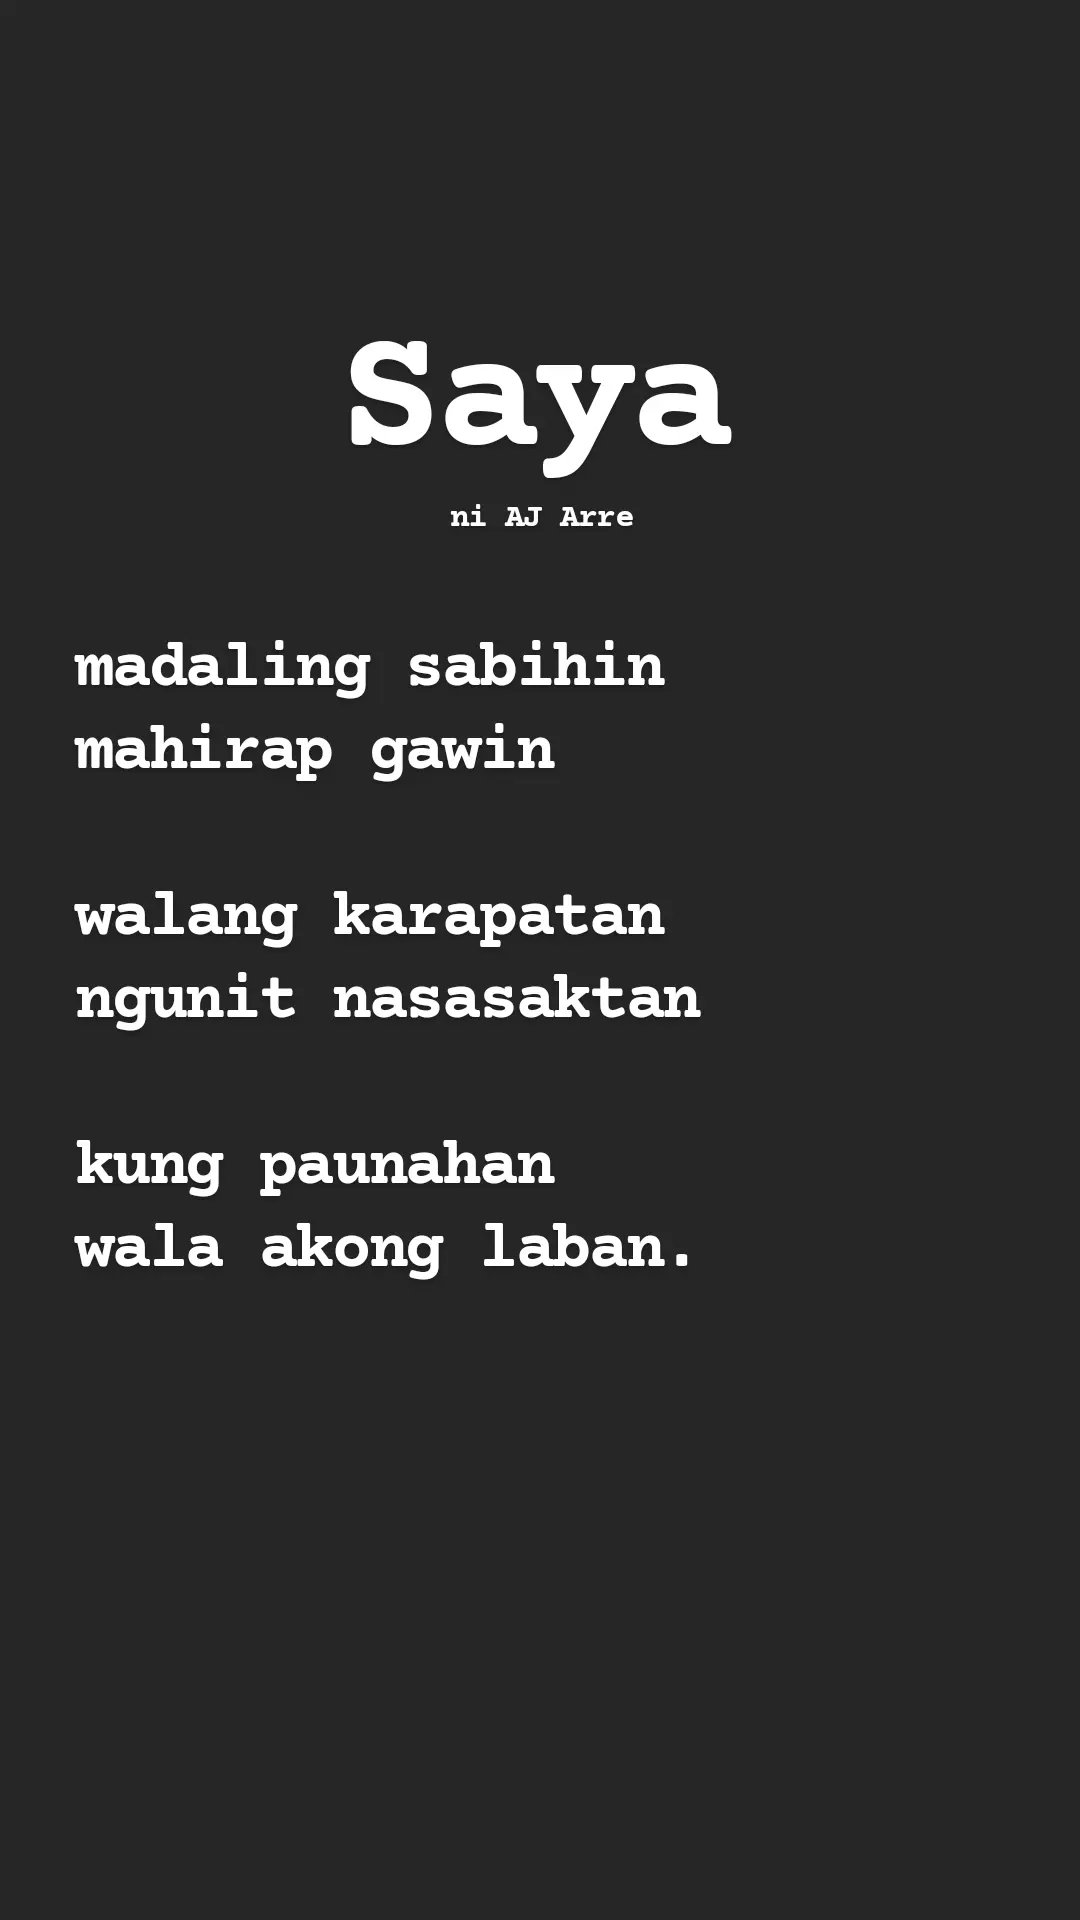 Saya
ni AJ Arre
madaling sabihin
mahirap gawin
walang karapatan
ngunit nasasaktan
kung paunahan
wala akong laban.